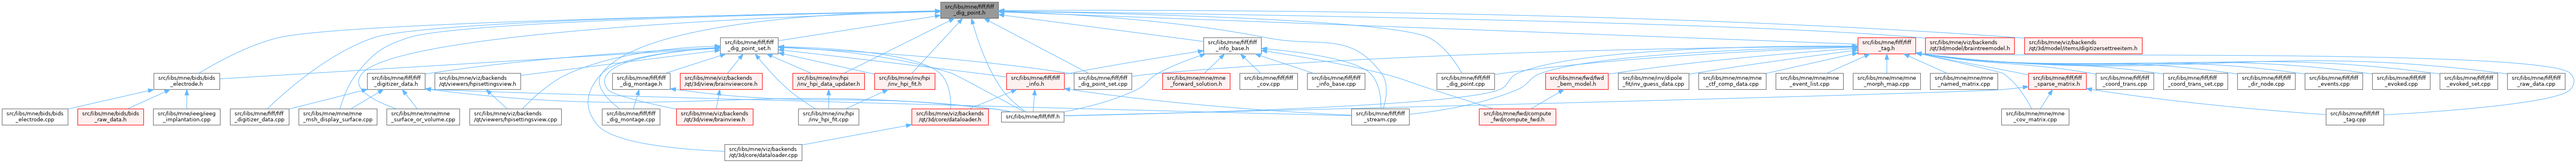 src/libs/mne/fiff/fiff
_dig_point.h
src/libs/mne/fiff/fiff
_dig_point_set.h
src/libs/mne/fiff/fiff
_info_base.h
src/libs/mne/fiff/fiff
_tag.h
src/libs/mne/viz/backends
/qt/3d/model/braintreemodel.h
src/libs/mne/viz/backends
/qt/3d/model/items/digitizersettreeitem.h
src/libs/mne/bids/bids
_electrode.h
src/libs/mne/fiff/fiff
_digitizer_data.h
src/libs/mne/viz/backends
/qt/viewers/hpisettingsview.h
src/libs/mne/fiff/fiff
_dig_montage.h
src/libs/mne/viz/backends
/qt/3d/view/brainviewcore.h
src/libs/mne/inv/hpi
/inv_hpi_data_updater.h
src/libs/mne/inv/hpi
/inv_hpi_fit.h
src/libs/mne/fiff/fiff
_info.h
src/libs/mne/fiff/fiff
_dig_point_set.cpp
src/libs/mne/mne/mne
_forward_solution.h
src/libs/mne/fiff/fiff
_cov.cpp
src/libs/mne/fiff/fiff
_info_base.cpp
src/libs/mne/fiff/fiff
_dig_point.cpp
src/libs/mne/fwd/fwd
_bem_model.h
src/libs/mne/inv/dipole
_fit/inv_guess_data.cpp
src/libs/mne/mne/mne
_ctf_comp_data.cpp
src/libs/mne/mne/mne
_event_list.cpp
src/libs/mne/mne/mne
_morph_map.cpp
src/libs/mne/mne/mne
_named_matrix.cpp
src/libs/mne/fiff/fiff
_sparse_matrix.h
src/libs/mne/fiff/fiff
_coord_trans.cpp
src/libs/mne/fiff/fiff
_coord_trans_set.cpp
src/libs/mne/fiff/fiff
_dir_node.cpp
src/libs/mne/fiff/fiff
_events.cpp
src/libs/mne/fiff/fiff
_evoked.cpp
src/libs/mne/fiff/fiff
_evoked_set.cpp
src/libs/mne/fiff/fiff
_raw_data.cpp
src/libs/mne/bids/bids
_electrode.cpp
src/libs/mne/bids/bids
_raw_data.h
src/libs/mne/eeg/eeg
_implantation.cpp
src/libs/mne/fiff/fiff
_digitizer_data.cpp
src/libs/mne/mne/mne
_msh_display_surface.cpp
src/libs/mne/mne/mne
_surface_or_volume.cpp
src/libs/mne/viz/backends
/qt/viewers/hpisettingsview.cpp
src/libs/mne/fiff/fiff
_dig_montage.cpp
src/libs/mne/viz/backends
/qt/3d/view/brainview.h
src/libs/mne/inv/hpi
/inv_hpi_fit.cpp
src/libs/mne/viz/backends
/qt/3d/core/dataloader.h
src/libs/mne/fiff/fiff.h
src/libs/mne/fiff/fiff
_stream.cpp
src/libs/mne/fwd/compute
_fwd/compute_fwd.h
src/libs/mne/mne/mne
_cov_matrix.cpp
src/libs/mne/fiff/fiff
_tag.cpp
src/libs/mne/viz/backends
/qt/3d/core/dataloader.cpp